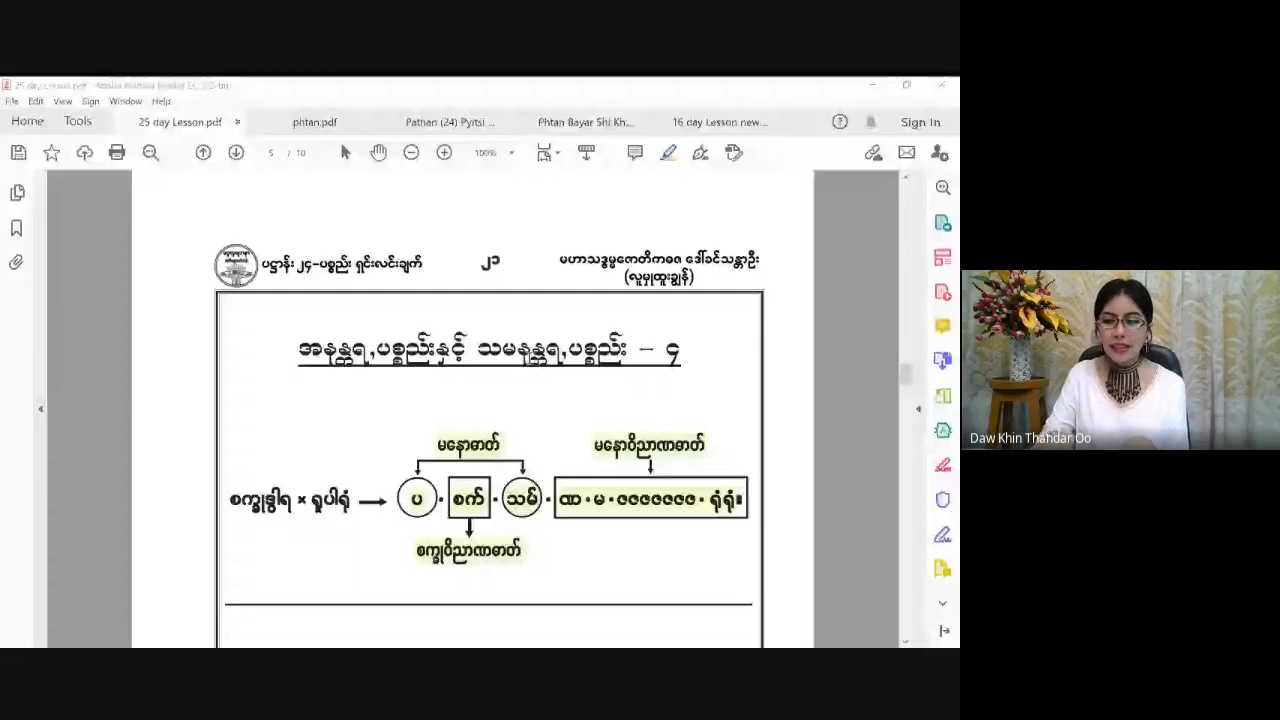 Home Tools 25 day Lesson.pdf × phtan.pdf Pathan (24) Pyitsi ... Phtan Bayar Shi Kh... 16 day Lesson new... Sign In
File Edit View Sign Window Help
5 / 10 100%
ပဋ္ဌာန်း ၂၄-ပစ္စည်း ရှင်းလင်းချက် ၂၁ မဟာသဒ္ဓမ္မဇောတိကဓဇ ဒေါ်ခင်သန္တာဦး
(လူမှုထူးချွန်)
အနန္တရ,ပစ္စည်းနှင့် သမနန္တရ,ပစ္စည်း - ၄
မနောဓာတ် မနောဝိညာဏဓာတ်
စက္ခုဒွါရ × ရူပါရုံ ပ • စက် • သမ် • ဏ • မ • ဇဇဇဇဇဇဇ • ရုံရုံ။
စက္ခုဝိညာဏဓာတ်
Daw Khin Thandar Oo